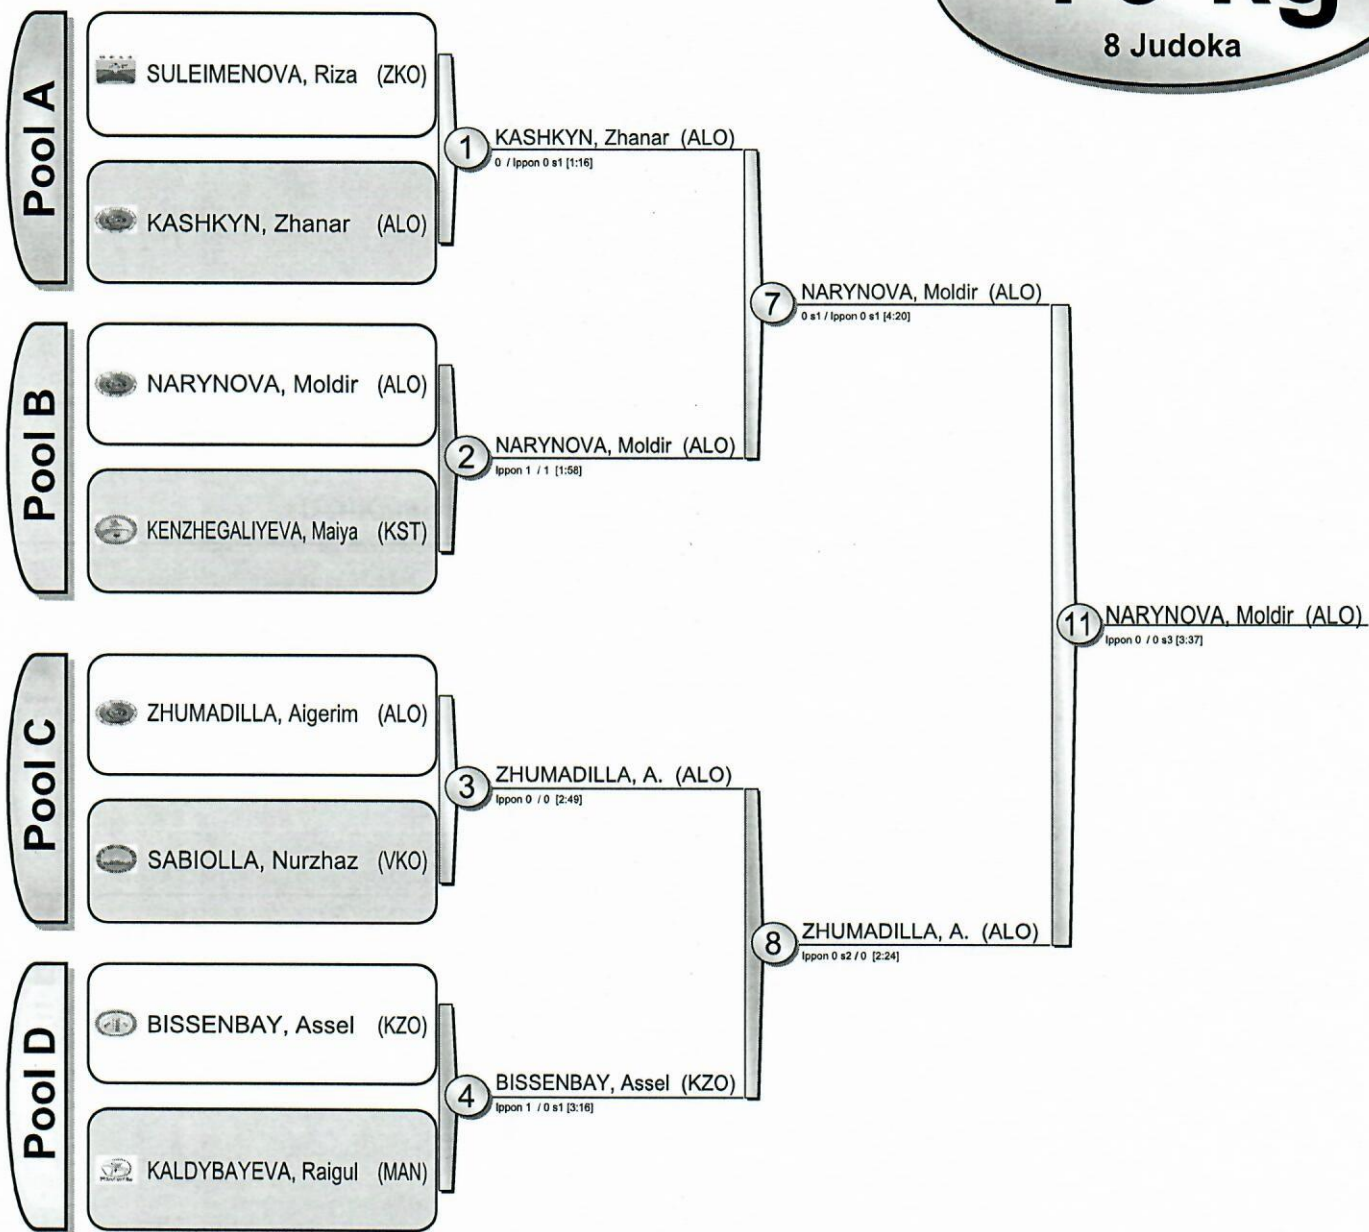 8 Judoka
Pool A
SULEIMENOVA, Riza (ZKO)
KASHKYN, Zhanar (ALO)
1
KASHKYN, Zhanar (ALO)
0 / Ippon 0 s1 [1:16]
Pool B
NARYNOVA, Moldir (ALO)
KENZHEGALIYEVA, Maiya (KST)
2
NARYNOVA, Moldir (ALO)
Ippon 1 / 1 [1:58]
7
NARYNOVA, Moldir (ALO)
0 s1 / Ippon 0 s1 [4:20]
Pool C
ZHUMADILLA, Aigerim (ALO)
SABIOLLA, Nurzhaz (VKO)
3
ZHUMADILLA, A. (ALO)
Ippon 0 / 0 [2:49]
Pool D
BISSENBAY, Assel (KZO)
KALDYBAYEVA, Raigul (MAN)
4
BISSENBAY, Assel (KZO)
Ippon 1 / 0 s1 [3:16]
8
ZHUMADILLA, A. (ALO)
Ippon 0 s2 / 0 [2:24]
11
NARYNOVA, Moldir (ALO)
Ippon 0 / 0 s3 [3:37]